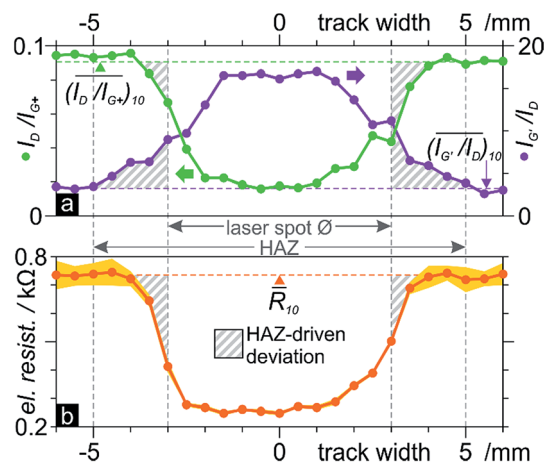 -5 0 track width 5 /mm
0.1 20
I_D/I_G+ (I_D/I_G+)_10 (I_G'/I_D)_10 I_G'/I_D
0 a 0
laser spot Ø
HAZ
0.8
R_10
HAZ-driven
deviation
el. resist. / kΩ
b
0.2
-5 0 track width 5 /mm